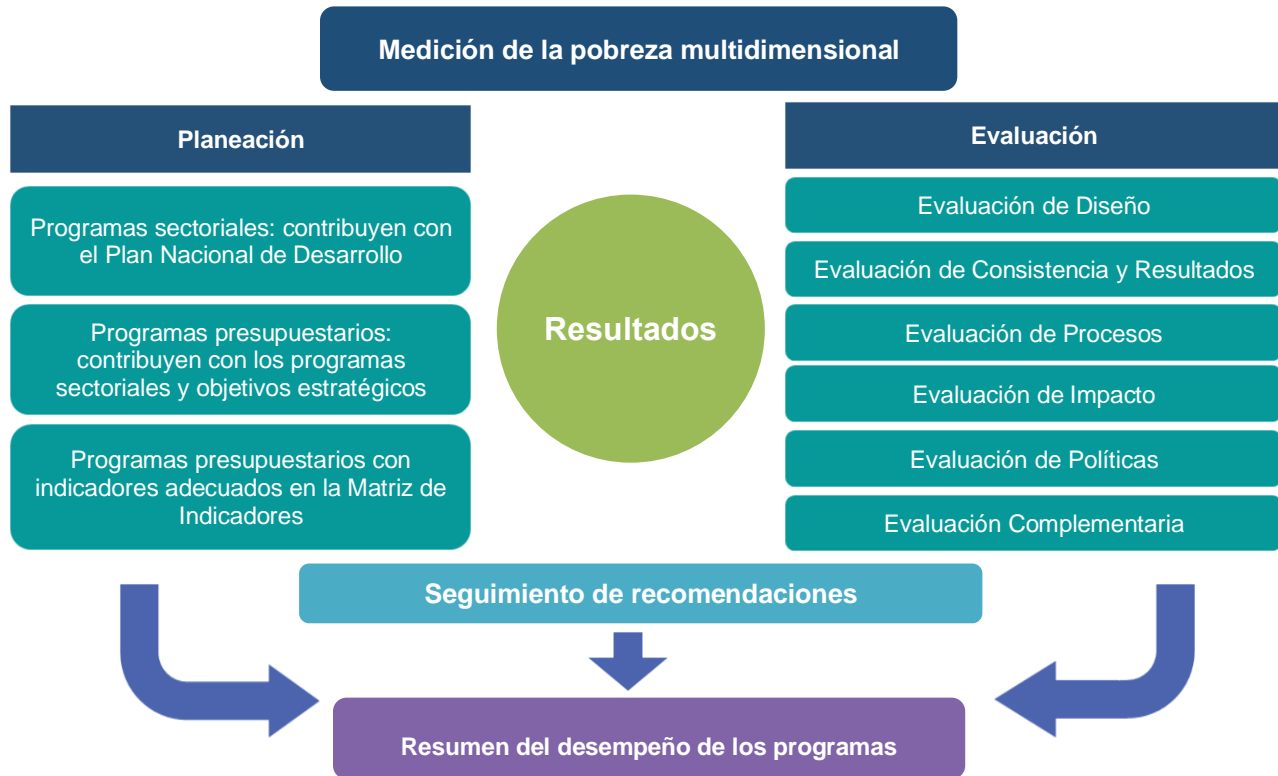 Medición de la pobreza multidimensional
Planeación
Programas sectoriales: contribuyen con
el Plan Nacional de Desarrollo
Programas presupuestarios:
contribuyen con los programas
sectoriales y objetivos estratégicos
Programas presupuestarios con
indicadores adecuados en la Matriz de
Indicadores
Resultados
Evaluación
Evaluación de Diseño
Evaluación de Consistencia y Resultados
Evaluación de Procesos
Evaluación de Impacto
Evaluación de Políticas
Evaluación Complementaria
Seguimiento de recomendaciones
Resumen del desempeño de los programas